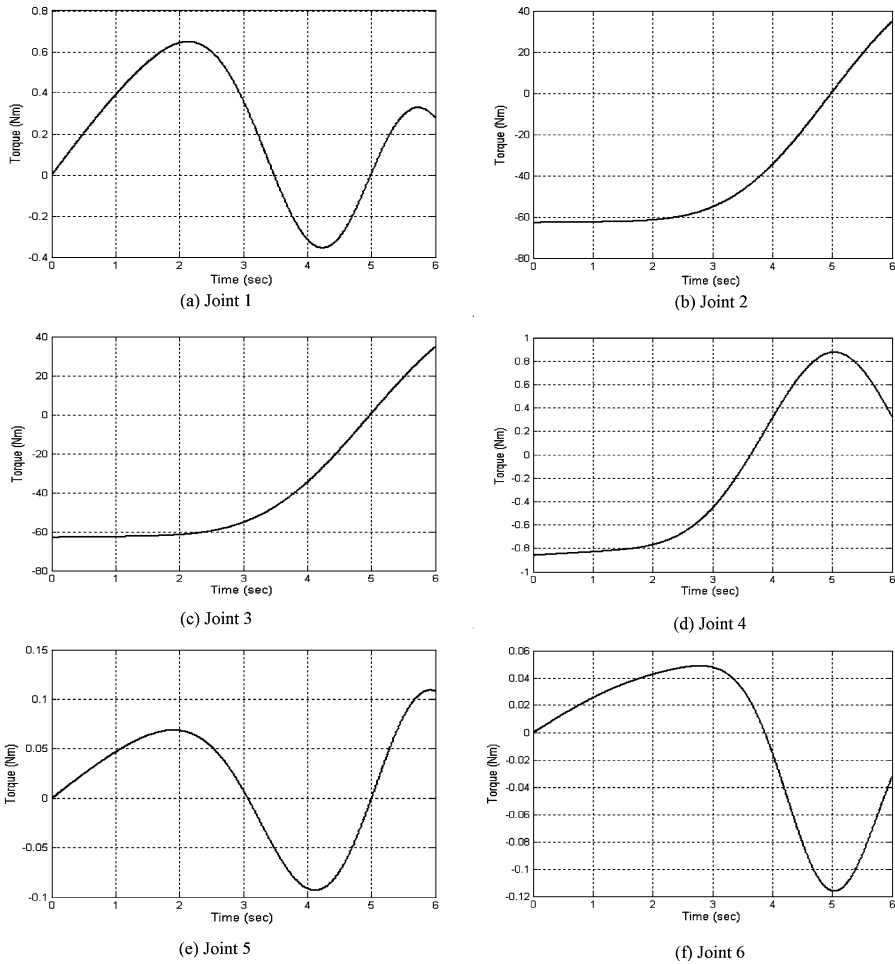 0.8
0.6
0.4
0.2
0
-0.2
-0.4
Torque (Nm)
0 1 2 3 4 5 6
Time (sec)
(a) Joint 1
40
20
0
-20
-40
-60
-80
Torque (Nm)
0 1 2 3 4 5 6
Time (sec)
(b) Joint 2
40
20
0
-20
-40
-60
-80
Torque (Nm)
0 1 2 3 4 5 6
Time (sec)
(c) Joint 3
1
0.8
0.6
0.4
0.2
0
-0.2
-0.4
-0.6
-0.8
-1
Torque (Nm)
0 1 2 3 4 5 6
Time (sec)
(d) Joint 4
0.15
0.1
0.05
0
-0.05
-0.1
Torque (Nm)
0 1 2 3 4 5 6
Time (sec)
(e) Joint 5
0.06
0.04
0.02
0
-0.02
-0.04
-0.06
-0.08
-0.1
-0.12
Torque (Nm)
0 1 2 3 4 5 6
Time (sec)
(f) Joint 6